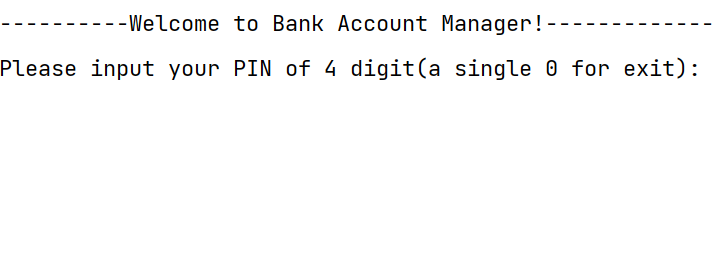 ----------Welcome to Bank Account Manager!-------------
Please input your PIN of 4 digit(a single 0 for exit):